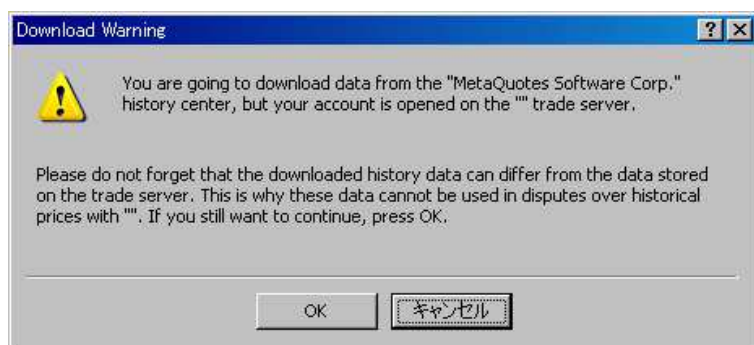 Download Warning
You are going to download data from the "MetaQuotes Software Corp."
history center, but your account is opened on the "" trade server.
Please do not forget that the downloaded history data can differ from the data stored
on the trade server. This is why these data cannot be used in disputes over historical
prices with "". If you still want to continue, press OK.
OK
キャンセル